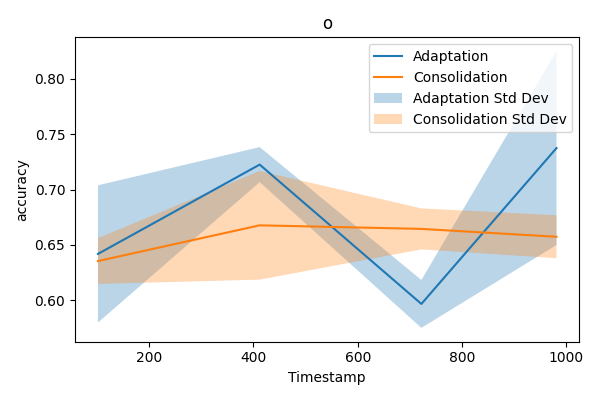 o
Adaptation
Consolidation
Adaptation Std Dev
Consolidation Std Dev
0.80
0.75
0.70
0.65
0.60
accuracy
200
400
600
800
1000
Timestamp